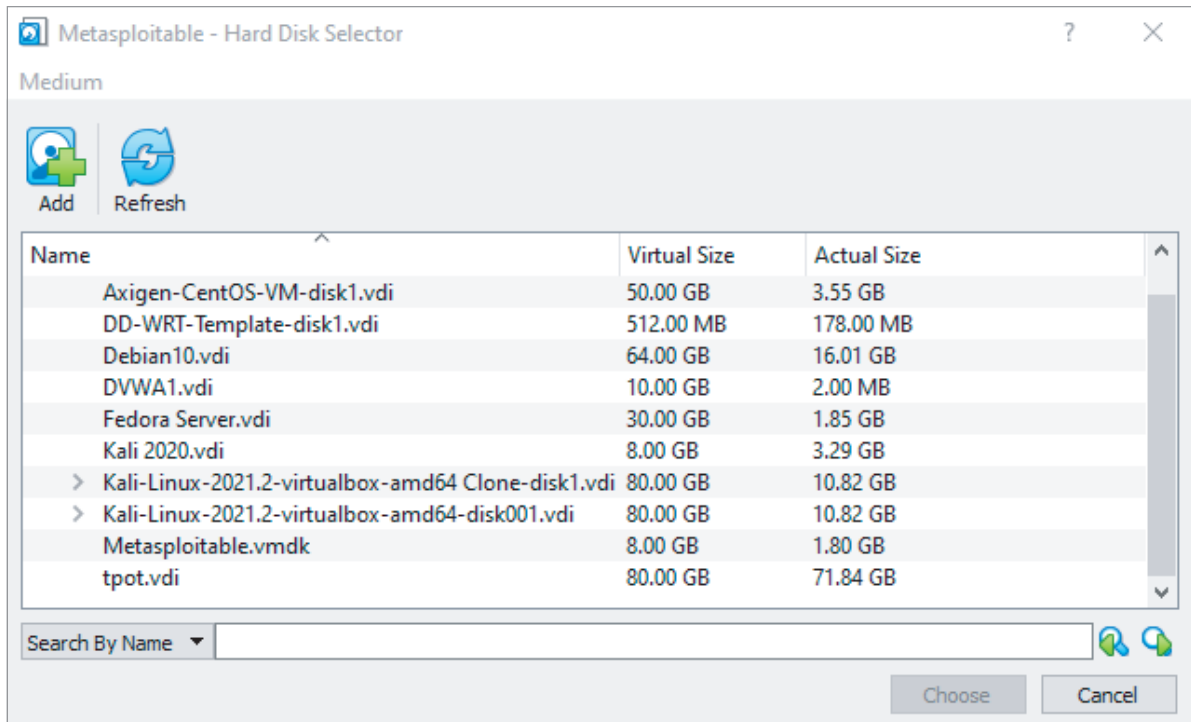 Metasploitable - Hard Disk Selector ?
Medium
Add Refresh
Name Virtual Size Actual Size
Axigen-CentOS-VM-disk1.vdi 50.00 GB 3.55 GB
DD-WRT-Template-disk1.vdi 512.00 MB 178.00 MB
Debian10.vdi 64.00 GB 16.01 GB
DVWA1.vdi 10.00 GB 2.00 MB
Fedora Server.vdi 30.00 GB 1.85 GB
Kali 2020.vdi 8.00 GB 3.29 GB
Kali-Linux-2021.2-virtualbox-amd64 Clone-disk1.vdi 80.00 GB 10.82 GB
Kali-Linux-2021.2-virtualbox-amd64-disk001.vdi 80.00 GB 10.82 GB
Metasploitable.vmdk 8.00 GB 1.80 GB
tpot.vdi 80.00 GB 71.84 GB
Search By Name
Choose Cancel